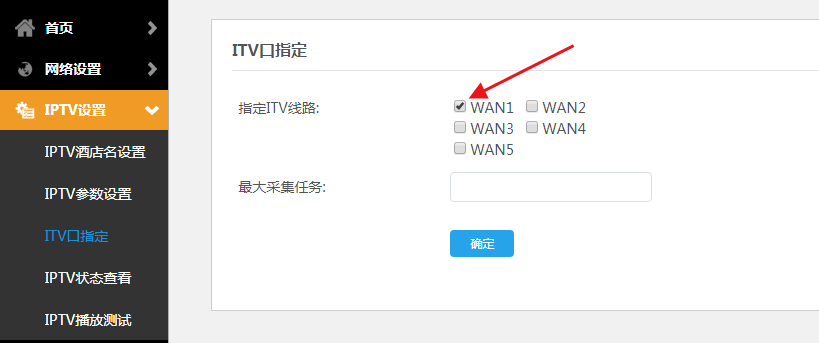 首页
网络设置
IPTV设置
IPTV酒店名设置
IPTV参数设置
ITV口指定
IPTV状态查看
IPTV播放测试
ITV口指定
指定ITV线路:
WAN1 WAN2
WAN3 WAN4
WAN5
最大采集任务:
确定